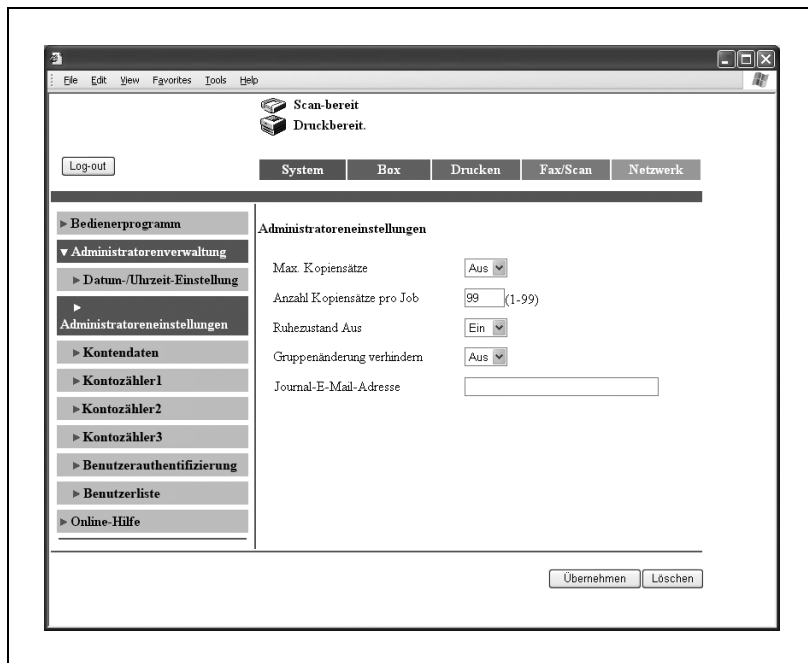 File Edit View Favorites Tools Help
Scan-bereit
Druckbereit.
Log-out
System Box Drucken Fax/Scan Netzwerk
Bedienerprogramm
Administratorenverwaltung
Datum-/Uhrzeit-Einstellung
Administratoreneinstellungen
Kontendaten
Kontozähler1
Kontozähler2
Kontozähler3
Benutzerauthentifizierung
Benutzerliste
Online-Hilfe
Administratoreneinstellungen
Max. Kopiensätze Aus
Anzahl Kopiensätze pro Job 99 (1-99)
Ruhezustand Aus Ein
Gruppenänderung verhindern Aus
Journal-E-Mail-Adresse
Übernehmen Löschen